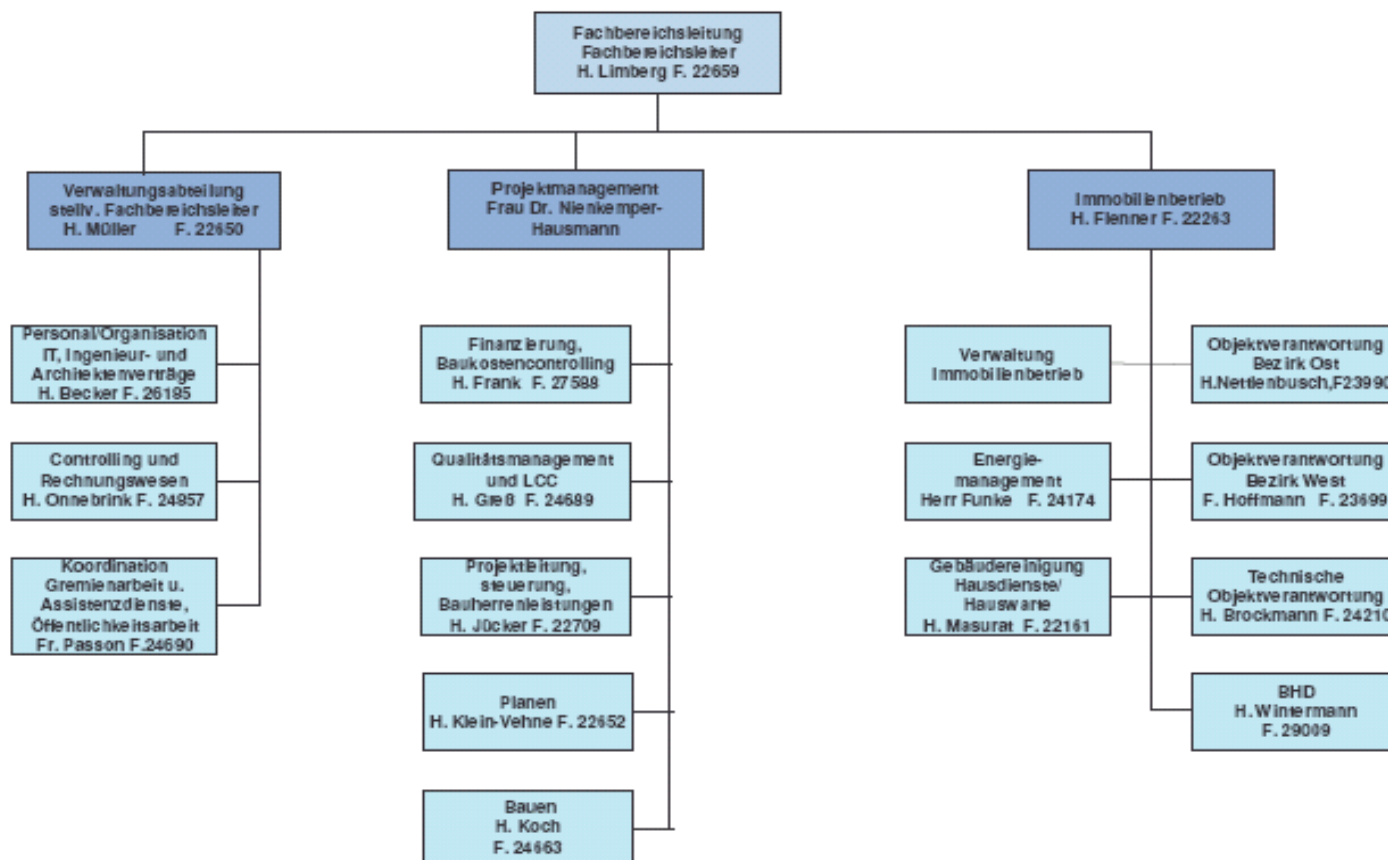 Fachbereichsleitung
Fachbereichsleiter
H. Limberg F. 22659
Verwaltungsabteilung
stellv. Fachbereichsleiter
H. Müller F. 22650
Projektmanagement
Frau Dr. Nienkemper-
Hausmann
Immobilienbetrieb
H. Flenner F. 22263
Personal/Organisation
IT, Ingenieur- und
Architektenverträge
H. Becker F. 26185
Controlling und
Rechnungswesen
H. Onnebrink F. 24857
Koordination
Gremienarbeit u.
Assistenzdienste,
Öffentlichkeitsarbeit
Fr. Passon F.24690
Finanzierung,
Baukostencontrolling
H. Frank F. 27588
Qualitätsmanagement
und LCC
H. Greß F. 24689
Projektleitung,
steuerung,
Bauherrenleistungen
H. Jücker F. 22709
Planen
H. Klein-Vehne F. 22652
Bauen
H. Koch
F. 24663
Verwaltung
Immobilienbetrieb
Energie-
management
Herr Funke F. 24174
Gebäudereinigung
Hausdienste/
Hauswarte
H. Masurat F. 22161
Objektverantwortung
Bezirk Ost
H.Nettlenbusch,F23990
Objektverantwortung
Bezirk West
F. Hoffmann F. 23699
Technische
Objektverantwortung
H. Brockmann F. 24210
BHD
H. Wintermann
F. 29009